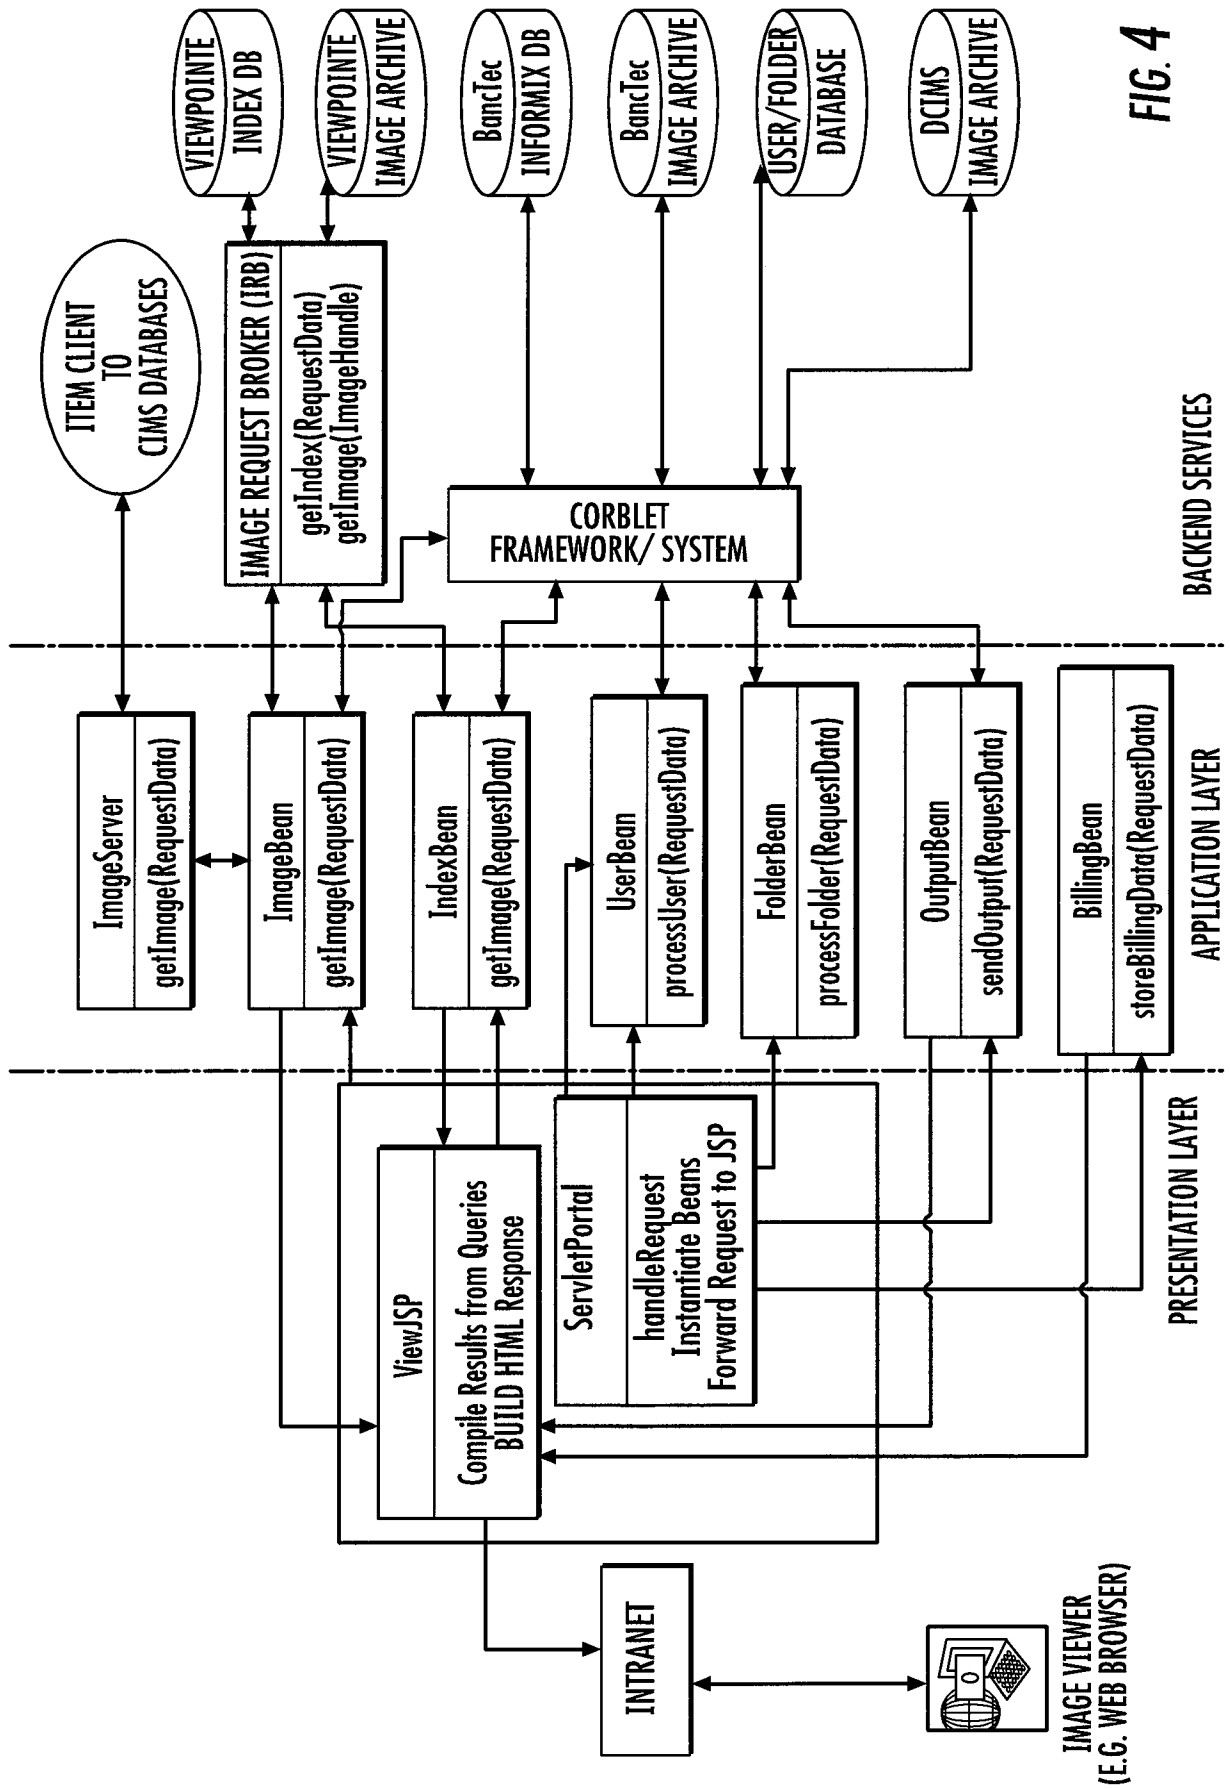 VIEWPOINTE
INDEX DB
VIEWPOINTE
IMAGE ARCHIVE
BancTec
INFORMIX DB
BancTec
IMAGE ARCHIVE
USER/FOLDER
DATABASE
DCIMS
IMAGE ARCHIVE
FIG. 4
ITEM CLIENT
TO
CIMS DATABASES
IMAGE REQUEST BROKER (IRB)
getIndex(RequestData)
getImage(ImageHandle)
CORBLET
FRAMEWORK/ SYSTEM
BACKEND SERVICES
ImageServer
getImage(RequestData)
ImageBean
getImage(RequestData)
IndexBean
getImage(RequestData)
UserBean
processUser(RequestData)
FolderBean
processFolder(RequestData)
OutputBean
sendOutput(RequestData)
BillingBean
storeBillingData(RequestData)
APPLICATION LAYER
ViewJSP
Compile Results from Queries
BUILD HTML Response
ServletPortal
handleRequest
Instantiate Beans
Forward Request to JSP
PRESENTATION LAYER
INTRANET
IMAGE VIEWER
(E.G. WEB BROWSER)